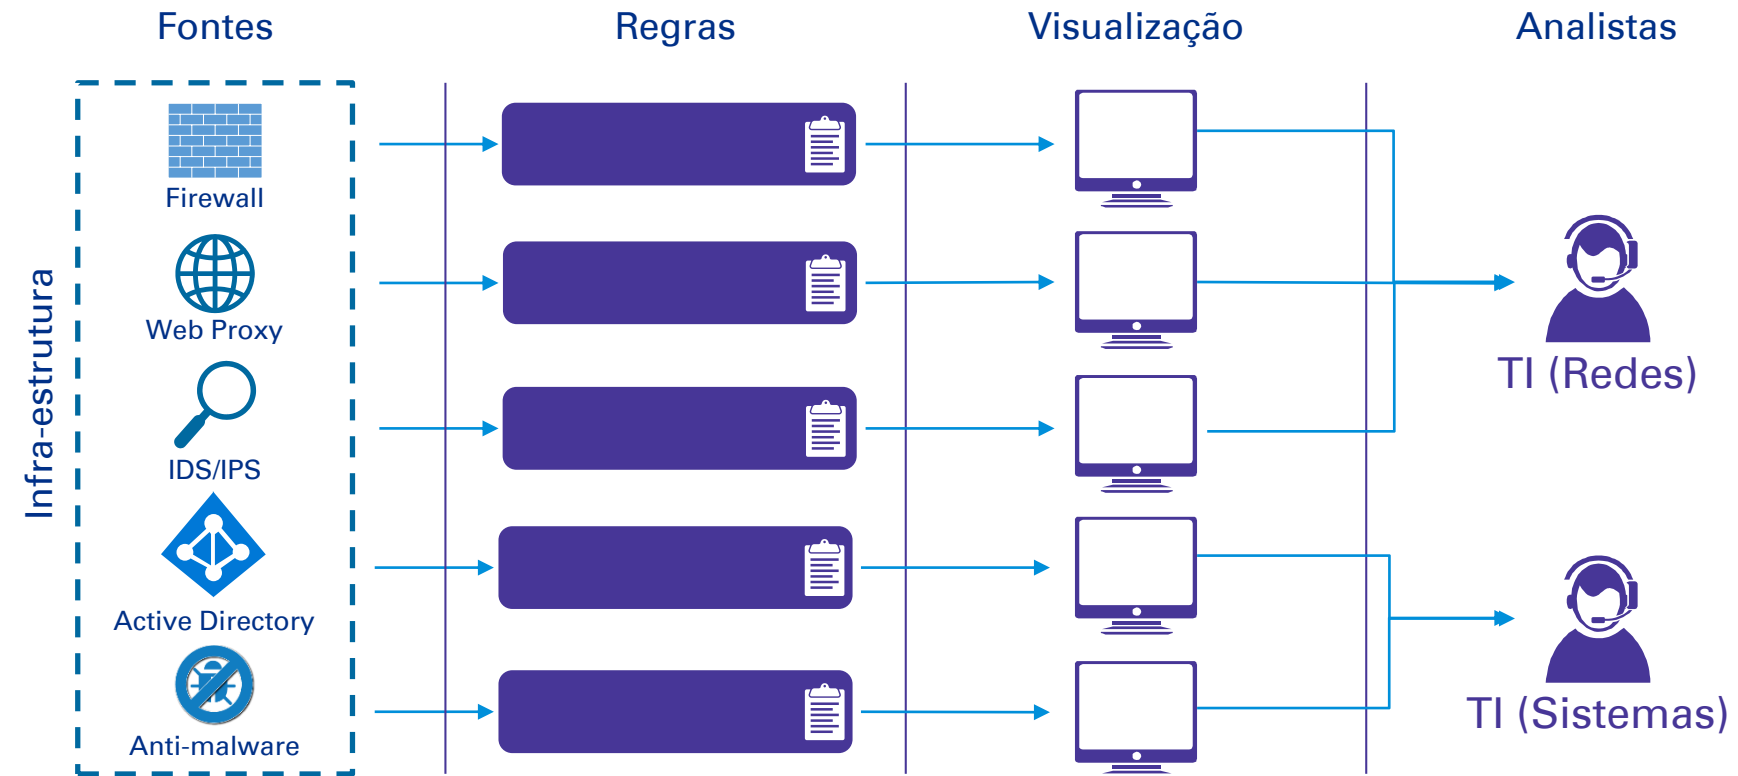 Fontes
Regras
Visualização
Analistas
Infra-estrutura
Firewall
Web Proxy
IDS/IPS
Active Directory
Anti-malware
TI (Redes)
TI (Sistemas)